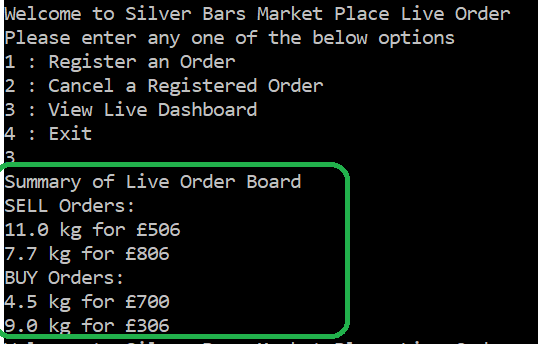 Welcome to Silver Bars Market Place Live Order
Please enter any one of the below options
1 : Register an Order
2 : Cancel a Registered Order
3 : View Live Dashboard
4 : Exit
3
Summary of Live Order Board
SELL Orders:
11.0 kg for £506
7.7 kg for £806
BUY Orders:
4.5 kg for £700
9.0 kg for £306